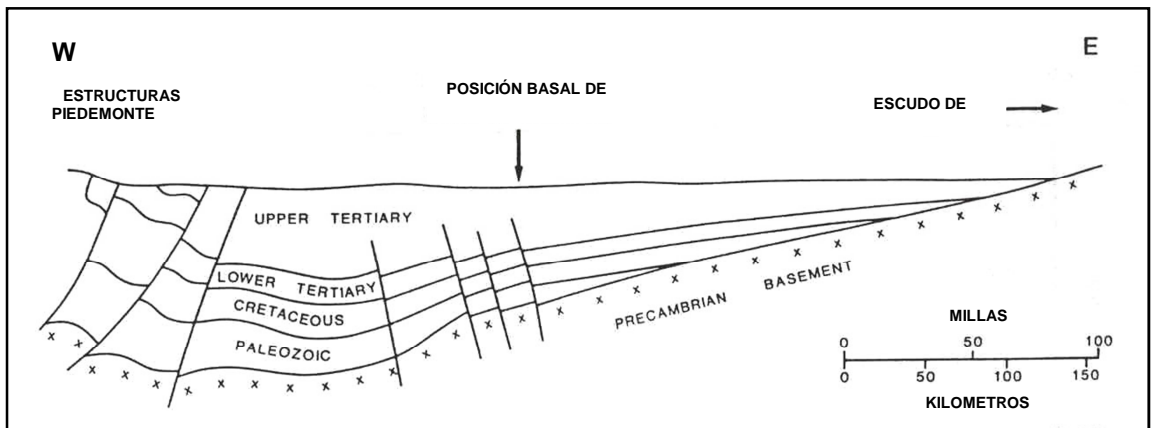 W
E
ESTRUCTURAS
PIEDEMONTE
POSICIÓN BASAL DE
ESCUDO DE
UPPER TERTIARY
LOWER TERTIARY
CRETACEOUS
PALEOZOIC
PRECAMBRIAN BASEMENT
MILLAS
0 50 100
0 50 100 150
KILOMETROS